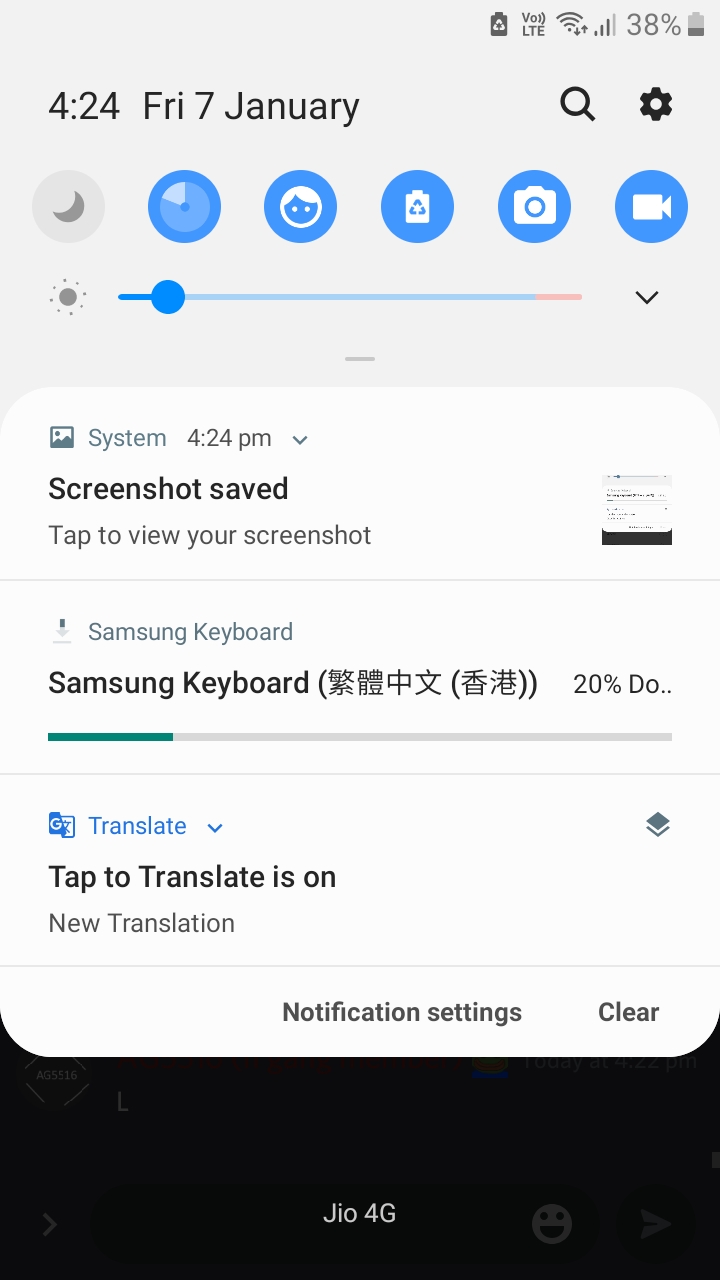 Vo)) LTE 38%
4:24 Fri 7 January
System 4:24 pm
Screenshot saved
Tap to view your screenshot
Samsung Keyboard
Samsung Keyboard (繁體中文 (香港)) 20% Do..
Translate
Tap to Translate is on
New Translation
Notification settings Clear
AGS516
Today at 4:22 pm
L
Jio 4G